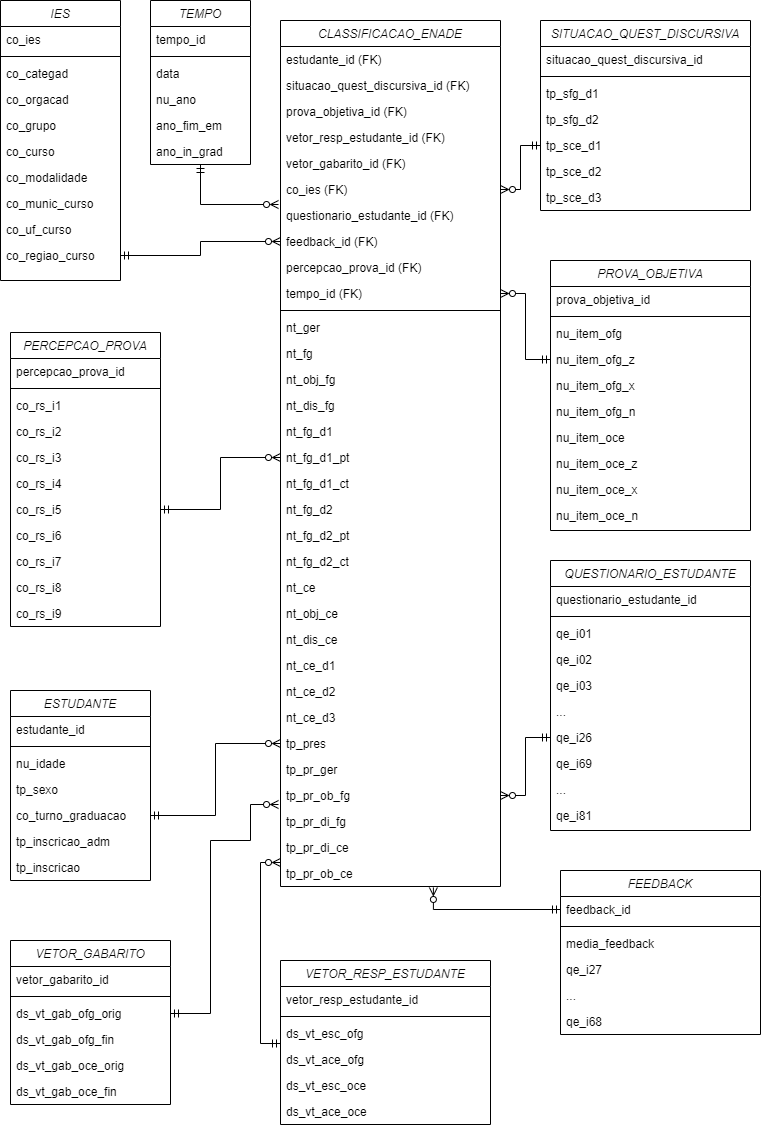 IES
co_ies
co_categad
co_orgacad
co_grupo
co_curso
co_modalidade
co_munic_curso
co_uf_curso
co_regiao_curso
TEMPO
tempo_id
data
nu_ano
ano_fim_em
ano_in_grad
CLASSIFICACAO_ENADE
estudante_id (FK)
situacao_quest_discursiva_id (FK)
prova_objetiva_id (FK)
vetor_resp_estudante_id (FK)
vetor_gabarito_id (FK)
co_ies (FK)
questionario_estudante_id (FK)
feedback_id (FK)
percepcao_prova_id (FK)
tempo_id (FK)
nt_ger
nt_fg
nt_obj_fg
nt_dis_fg
nt_fg_d1
nt_fg_d1_pt
nt_fg_d1_ct
nt_fg_d2
nt_fg_d2_pt
nt_fg_d2_ct
nt_ce
nt_obj_ce
nt_dis_ce
nt_ce_d1
nt_ce_d2
nt_ce_d3
tp_pres
tp_pr_ger
tp_pr_ob_fg
tp_pr_di_fg
tp_pr_di_ce
tp_pr_ob_ce
SITUACAO_QUEST_DISCURSIVA
situacao_quest_discursiva_id
tp_sfg_d1
tp_sfg_d2
tp_sce_d1
tp_sce_d2
tp_sce_d3
PROVA_OBJETIVA
prova_objetiva_id
nu_item_ofg
nu_item_ofg_z
nu_item_ofg_x
nu_item_ofg_n
nu_item_oce
nu_item_oce_z
nu_item_oce_x
nu_item_oce_n
PERCEPCAO_PROVA
percepcao_prova_id
co_rs_i1
co_rs_i2
co_rs_i3
co_rs_i4
co_rs_i5
co_rs_i6
co_rs_i7
co_rs_i8
co_rs_i9
QUESTIONARIO_ESTUDANTE
questionario_estudante_id
qe_i01
qe_i02
qe_i03
...
qe_i26
qe_i69
...
qe_i81
ESTUDANTE
estudante_id
nu_idade
tp_sexo
co_turno_graduacao
tp_inscricao_adm
tp_inscricao
FEEDBACK
feedback_id
media_feedback
qe_i27
...
qe_i68
VETOR_GABARITO
vetor_gabarito_id
ds_vt_gab_ofg_orig
ds_vt_gab_ofg_fin
ds_vt_gab_oce_orig
ds_vt_gab_oce_fin
VETOR_RESP_ESTUDANTE
vetor_resp_estudante_id
ds_vt_esc_ofg
ds_vt_ace_ofg
ds_vt_esc_oce
ds_vt_ace_oce